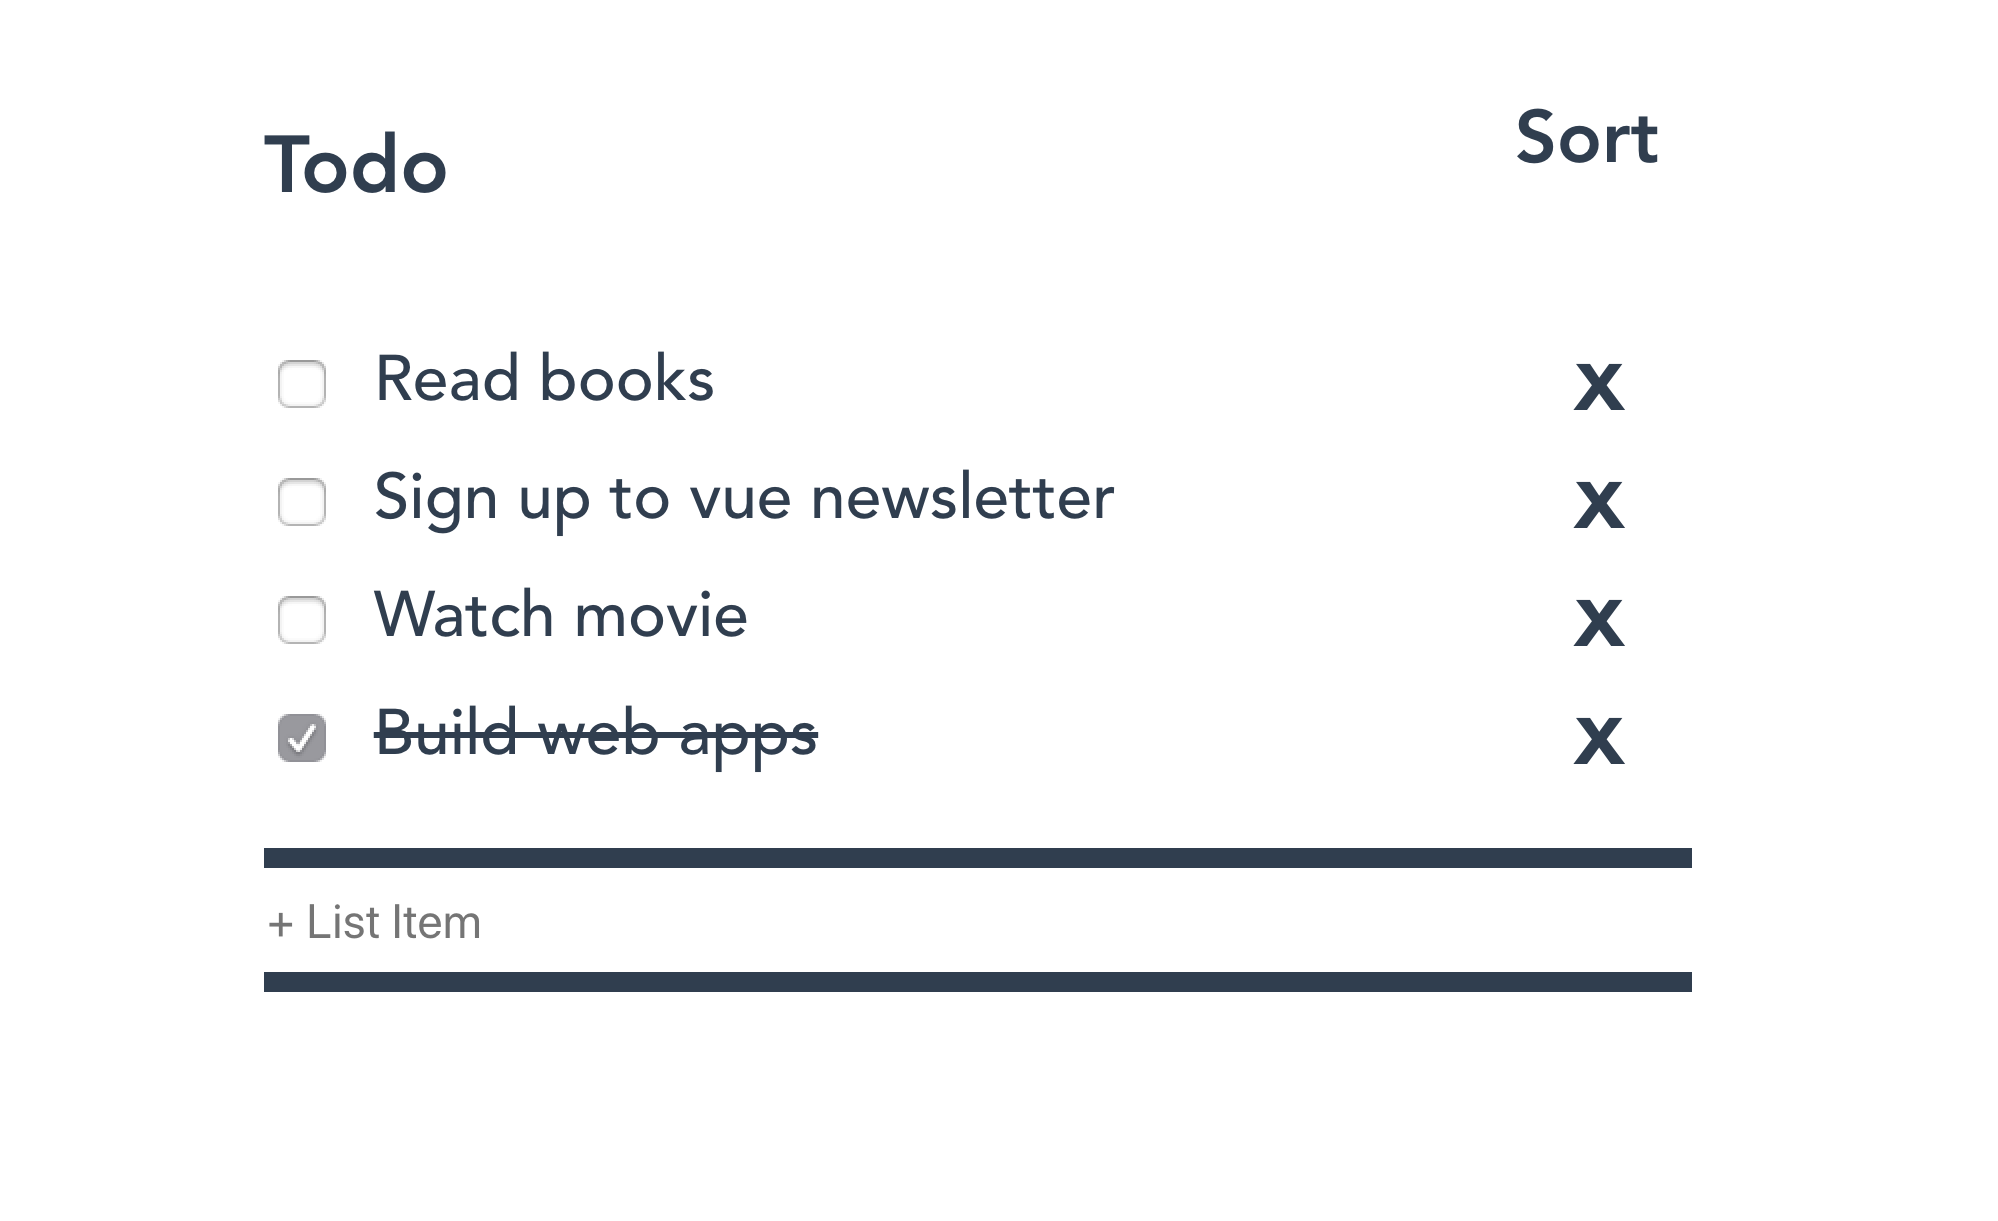 Todo
Sort
Read books
X
Sign up to vue newsletter
X
Watch movie
X
Build web apps
X
+ List Item